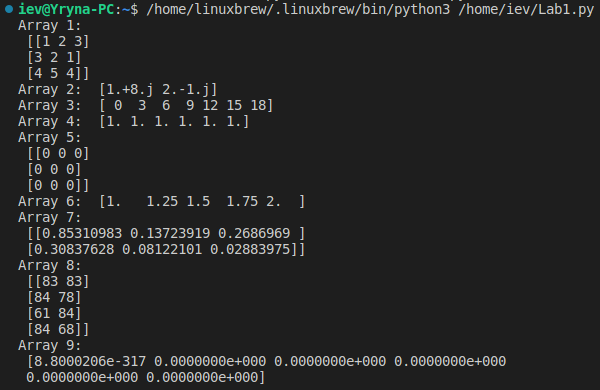 iev@Yryna-PC:~$ /home/linuxbrew/.linuxbrew/bin/python3 /home/iev/Lab1.py
Array 1:
 [[1 2 3]
 [3 2 1]
 [4 5 4]]
Array 2:  [1.+8.j 2.-1.j]
Array 3:  [ 0  3  6  9 12 15 18]
Array 4:  [1. 1. 1. 1. 1. 1.]
Array 5:
 [[0 0 0]
 [0 0 0]
 [0 0 0]]
Array 6:  [1.   1.25 1.5  1.75 2.  ]
Array 7:
 [[0.85310983 0.13723919 0.2686969 ]
 [0.30837628 0.08122101 0.02883975]]
Array 8:
 [[83 83]
 [84 78]
 [61 84]
 [84 68]]
Array 9:
 [8.8000206e-317 0.0000000e+000 0.0000000e+000 0.0000000e+000
 0.0000000e+000 0.0000000e+000]